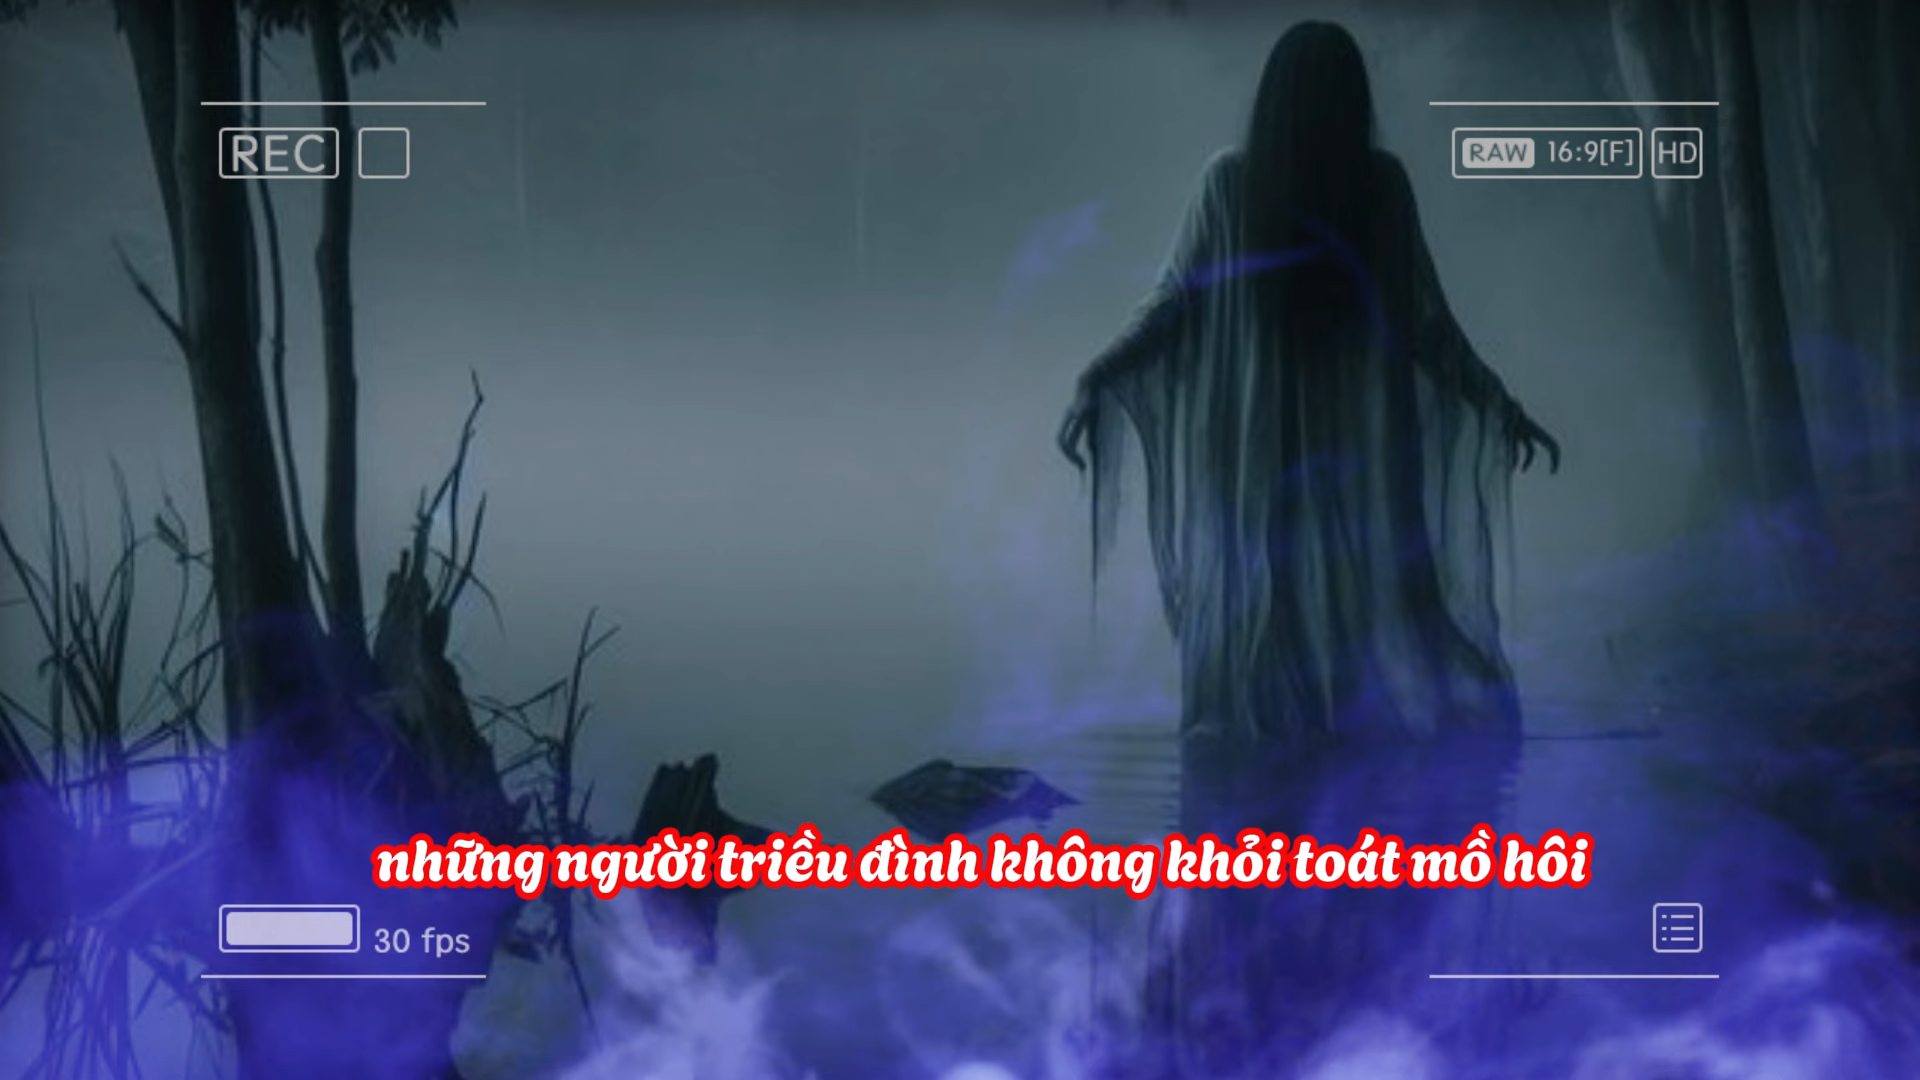 REC
RAW 16:9[F] HD
những người triều đình không khỏi toát mồ hôi
30 fps